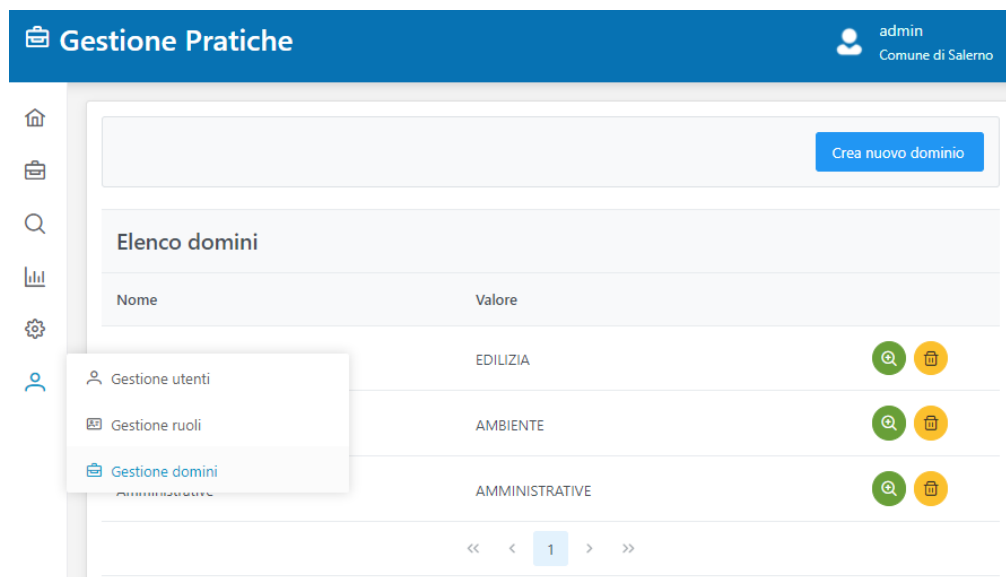 Gestione Pratiche
admin
Comune di Salerno
Crea nuovo dominio
Elenco domini
Nome Valore
EDILIZIA
Gestione utenti
Gestione ruoli
AMBIENTE
Gestione domini
Amministrative AMMINISTRATIVE
« < 1 > »